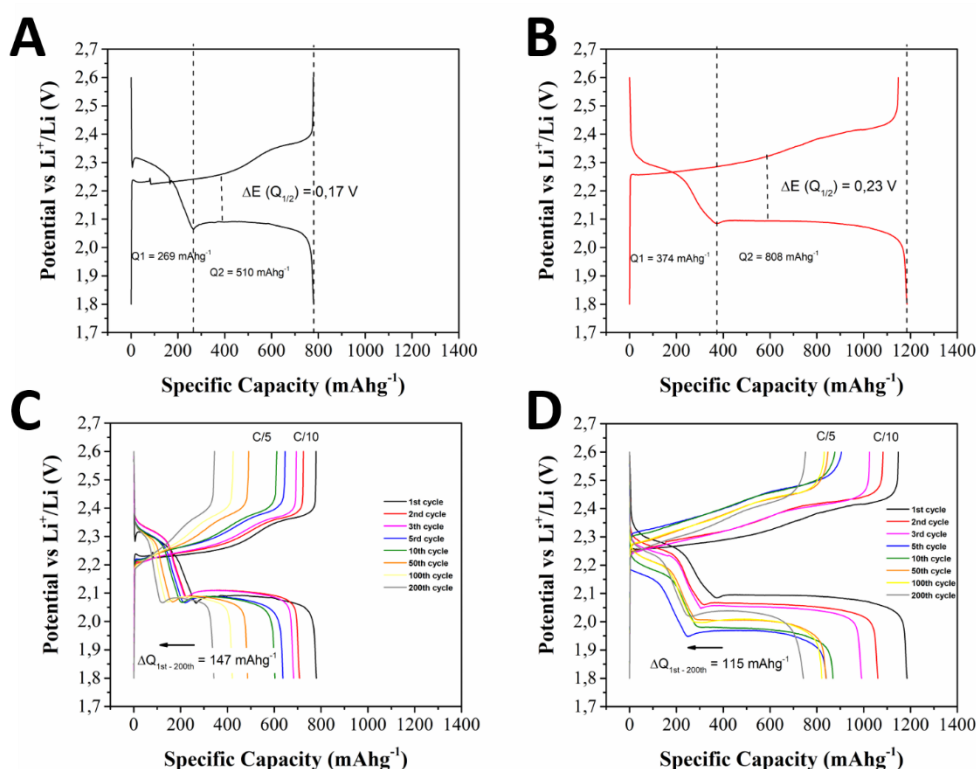 A
Potential vs Li⁺/Li (V)
2,7
2,6
2,5
2,4
2,3
2,2
2,1
2,0
1,9
1,8
1,7
ΔE (Q₁/₂) = 0,17 V
Q1 = 269 mAhg⁻¹
Q2 = 510 mAhg⁻¹
0 200 400 600 800 1000 1200 1400
Specific Capacity (mAhg⁻¹)
B
Potential vs Li⁺/Li (V)
2,7
2,6
2,5
2,4
2,3
2,2
2,1
2,0
1,9
1,8
1,7
ΔE (Q₁/₂) = 0,23 V
Q1 = 374 mAhg⁻¹
Q2 = 808 mAhg⁻¹
0 200 400 600 800 1000 1200 1400
Specific Capacity (mAhg⁻¹)
C
Potential vs Li⁺/Li (V)
2,7
2,6
2,5
2,4
2,3
2,2
2,1
2,0
1,9
1,8
1,7
C/5 C/10
1st cycle
2nd cycle
3th cycle
5rd cycle
10th cycle
50th cycle
100th cycle
200th cycle
ΔQ1st - 200th = 147 mAhg⁻¹
0 200 400 600 800 1000 1200 1400
Specific Capacity (mAhg⁻¹)
D
Potential vs Li⁺/Li (V)
2,7
2,6
2,5
2,4
2,3
2,2
2,1
2,0
1,9
1,8
1,7
C/5 C/10
1st cycle
2nd cycle
3rd cycle
5th cycle
10th cycle
50th cycle
100th cycle
200th cycle
ΔQ1st - 200th = 115 mAhg⁻¹
0 200 400 600 800 1000 1200 1400
Specific Capacity (mAhg⁻¹)